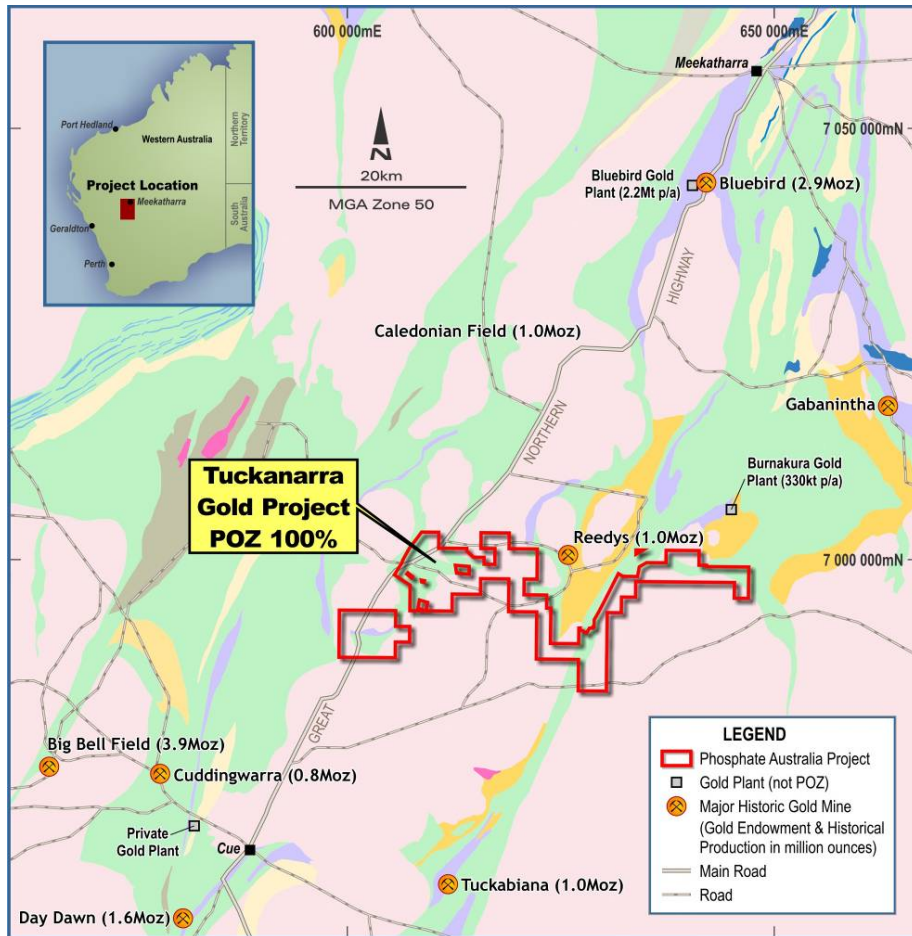 600 000mE
650 000mE
Meekatharra
Port Hedland
Western Australia
Northern
Territory
South
Australia
Project Location
Meekatharra
Geraldton
Perth
N
20km
MGA Zone 50
7 050 000mN
Bluebird Gold
Plant (2.2Mt p/a)
Bluebird (2.9Moz)
HIGHWAY
Caledonian Field (1.0Moz)
Gabanintha
NORTHERN
Tuckanarra
Gold Project
POZ 100%
Burnakura Gold
Plant (330kt p/a)
Reedys (1.0Moz)
7 000 000mN
GREAT
Big Bell Field (3.9Moz)
Cuddingwarra (0.8Moz)
Private
Gold Plant
Cue
Tuckabiana (1.0Moz)
Day Dawn (1.6Moz)
LEGEND
Phosphate Australia Project
Gold Plant (not POZ)
Major Historic Gold Mine
(Gold Endowment & Historical
Production in million ounces)
Main Road
Road